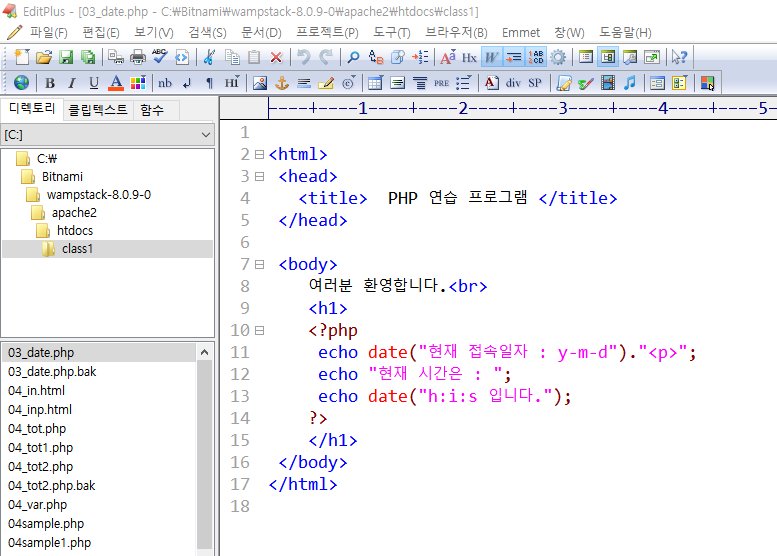 EditPlus - [03_date.php - C:₩Bitnami₩wampstack-8.0.9-0₩apache2₩htdocs₩class1]
파일(F) 편집(E) 보기(V) 검색(S) 문서(D) 프로젝트(P) 도구(T) 브라우저(B) Emmet 창(W) 도움말(H)
B I U A nb HI div SP
디렉토리 클립텍스트 함수
[C:]
C:₩
Bitnami
wampstack-8.0.9-0
apache2
htdocs
class1
03_date.php
03_date.php.bak
04_in.html
04_inp.html
04_tot.php
04_tot1.php
04_tot2.php
04_tot2.php.bak
04_var.php
04sample.php
04sample1.php
----+----1----+----2----+----3----+----4----+----5-
1
2 <html>
3 <head>
4 <title> PHP 연습 프로그램 </title>
5 </head>
6
7 <body>
8 여러분 환영합니다.<br>
9 <h1>
10 <?php
11 echo date("현재 접속일자 : y-m-d")."<p>";
12 echo "현재 시간은 : ";
13 echo date("h:i:s 입니다.");
14 ?>
15 </h1>
16 </body>
17 </html>
18